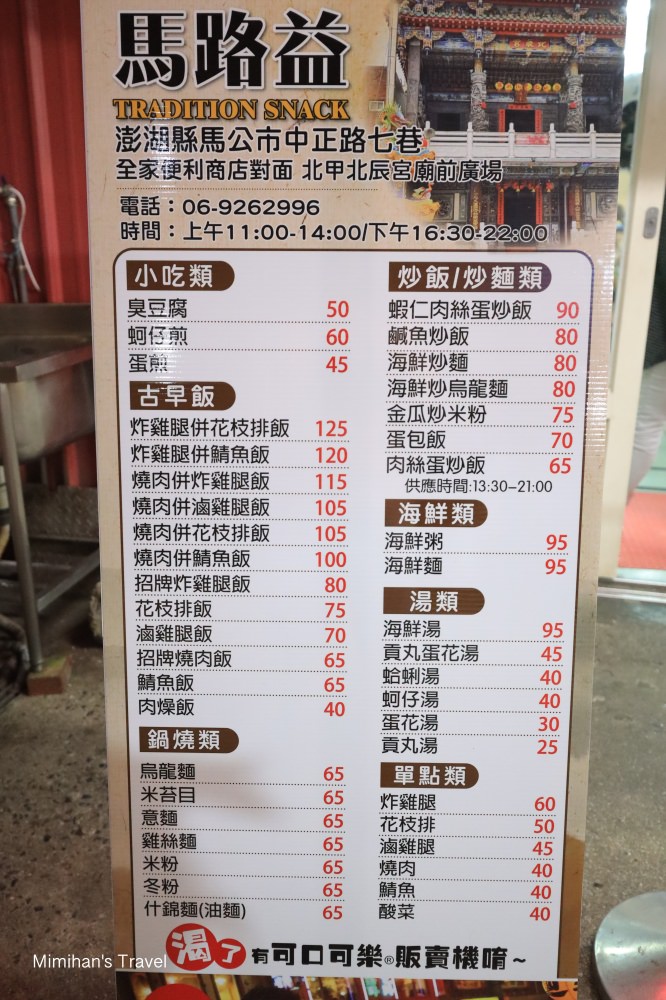 馬路益
TRADITION SNACK
澎湖縣馬公市中正路七巷
全家便利商店對面 北甲北辰宮廟前廣場
電話：06-9262996
時間：上午11:00-14:00/下午16:30-22:00
小吃類
臭豆腐 50
蚵仔煎 60
蛋煎 45
古早飯
炸雞腿併花枝排飯 125
炸雞腿併鯖魚飯 120
燒肉併炸雞腿飯 115
燒肉併滷雞腿飯 105
燒肉併花枝排飯 105
燒肉併鯖魚飯 100
招牌炸雞腿飯 80
花枝排飯 75
滷雞腿飯 70
招牌燒肉飯 65
鯖魚飯 65
肉燥飯 40
鍋燒類
烏龍麵 65
米苔目 65
意麵 65
雞絲麵 65
米粉 65
冬粉 65
什錦麵(油麵) 65
炒飯/炒麵類
蝦仁肉絲蛋炒飯 90
鹹魚炒飯 80
海鮮炒麵 80
海鮮炒烏龍麵 80
金瓜炒米粉 75
蛋包飯 70
肉絲蛋炒飯 65
供應時間:13:30–21:00
海鮮類
海鮮粥 95
海鮮麵 95
湯類
海鮮湯 95
貢丸蛋花湯 45
蛤蜊湯 40
蚵仔湯 40
蛋花湯 30
貢丸湯 25
單點類
炸雞腿 60
花枝排 50
滷雞腿 45
燒肉 40
鯖魚 40
酸菜 40
渴了 有可口可樂®販賣機唷~
Mimihan's Travel